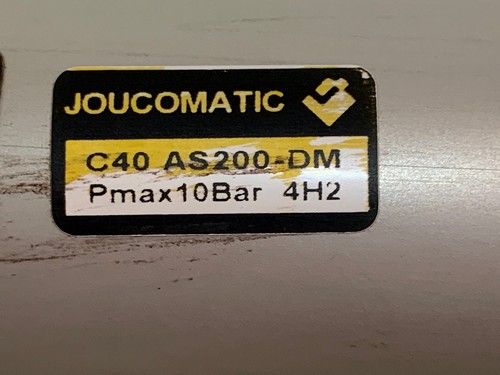 JOUCOMATIC
C40 AS200-DM
Pmax10Bar 4H2